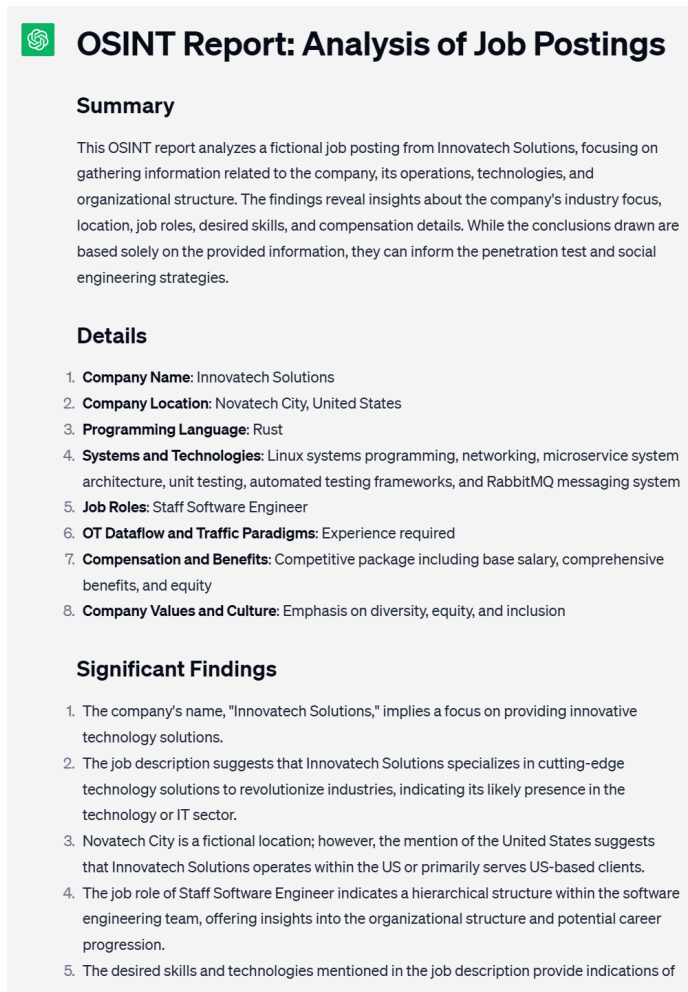 OSINT Report: Analysis of Job Postings
Summary
This OSINT report analyzes a fictional job posting from Innovatech Solutions, focusing on
gathering information related to the company, its operations, technologies, and
organizational structure. The findings reveal insights about the company's industry focus,
location, job roles, desired skills, and compensation details. While the conclusions drawn are
based solely on the provided information, they can inform the penetration test and social
engineering strategies.
Details
1. Company Name: Innovatech Solutions
2. Company Location: Novatech City, United States
3. Programming Language: Rust
4. Systems and Technologies: Linux systems programming, networking, microservice system
architecture, unit testing, automated testing frameworks, and RabbitMQ messaging system
5. Job Roles: Staff Software Engineer
6. OT Dataflow and Traffic Paradigms: Experience required
7. Compensation and Benefits: Competitive package including base salary, comprehensive
benefits, and equity
8. Company Values and Culture: Emphasis on diversity, equity, and inclusion
Significant Findings
1. The company's name, "Innovatech Solutions," implies a focus on providing innovative
technology solutions.
2. The job description suggests that Innovatech Solutions specializes in cutting-edge
technology solutions to revolutionize industries, indicating its likely presence in the
technology or IT sector.
3. Novatech City is a fictional location; however, the mention of the United States suggests
that Innovatech Solutions operates within the US or primarily serves US-based clients.
4. The job role of Staff Software Engineer indicates a hierarchical structure within the software
engineering team, offering insights into the organizational structure and potential career
progression.
5. The desired skills and technologies mentioned in the job description provide indications of